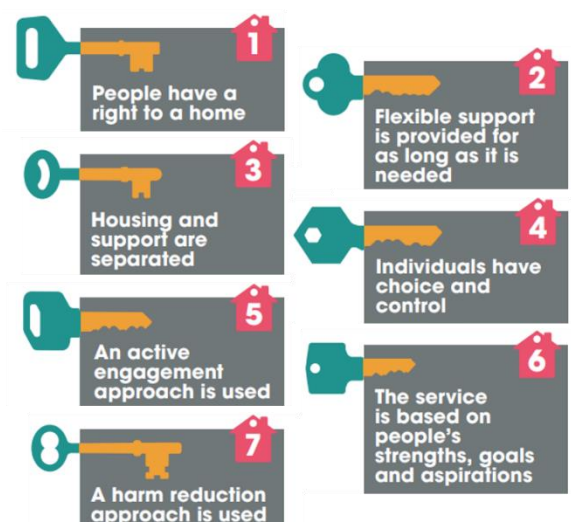 1
People have a
right to a home
2
Flexible support
is provided for
as long as it is
needed
3
Housing and
support are
separated
4
Individuals have
choice and
control
5
An active
engagement
approach is used
6
The service
is based on
people's
strengths, goals
and aspirations
7
A harm reduction
approach is used